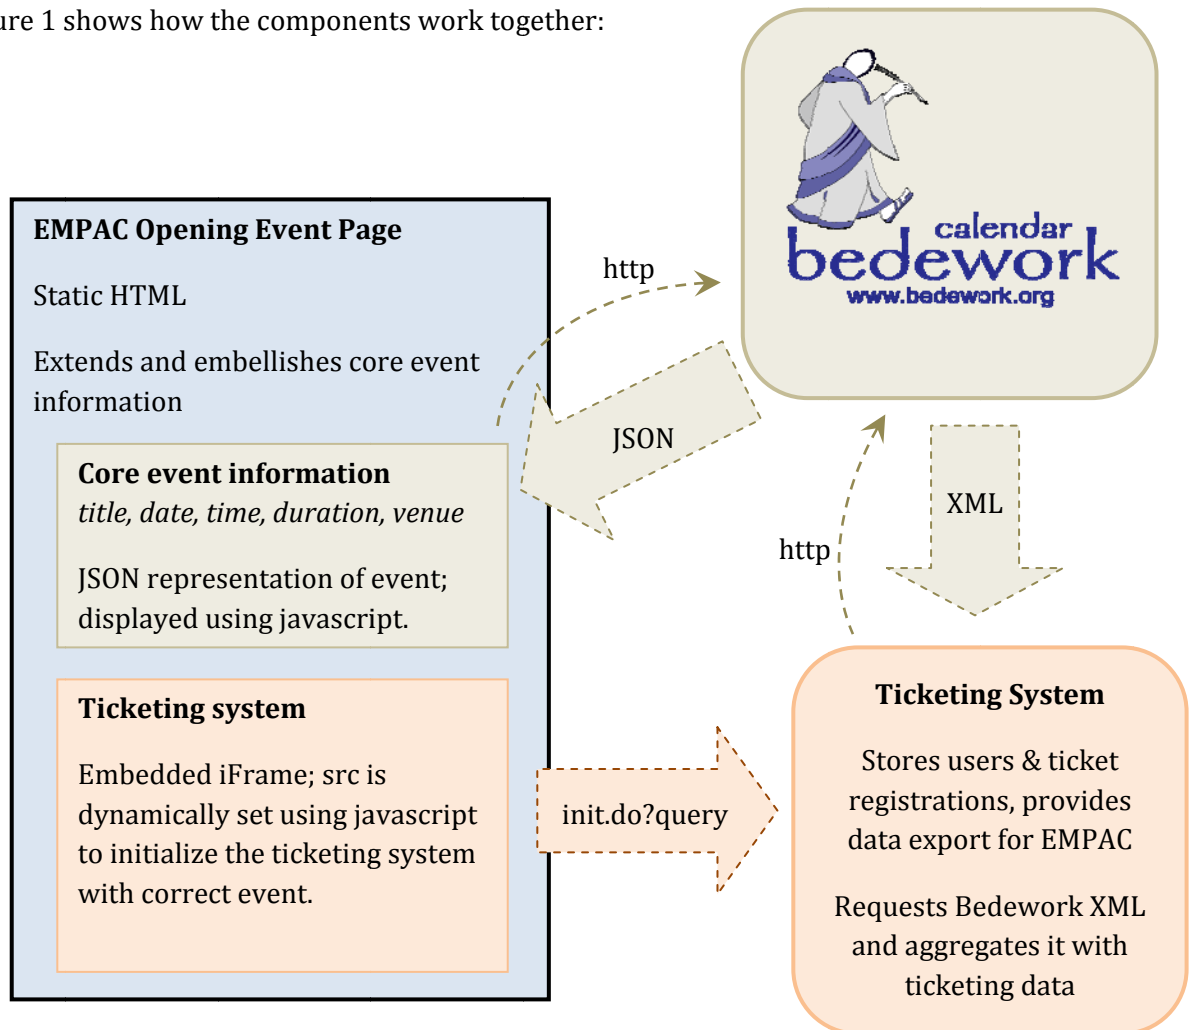 ure 1 shows how the components work together:
calendar
bedework
www.bedework.org
EMPAC Opening Event Page
Static HTML
Extends and embellishes core event
information
http
JSON
Core event information
title, date, time, duration, venue
JSON representation of event;
displayed using javascript.
XML
http
Ticketing system
Embedded iFrame; src is
dynamically set using javascript
to initialize the ticketing system
with correct event.
init.do?query
Ticketing System
Stores users & ticket
registrations, provides
data export for EMPAC
Requests Bedework XML
and aggregates it with
ticketing data